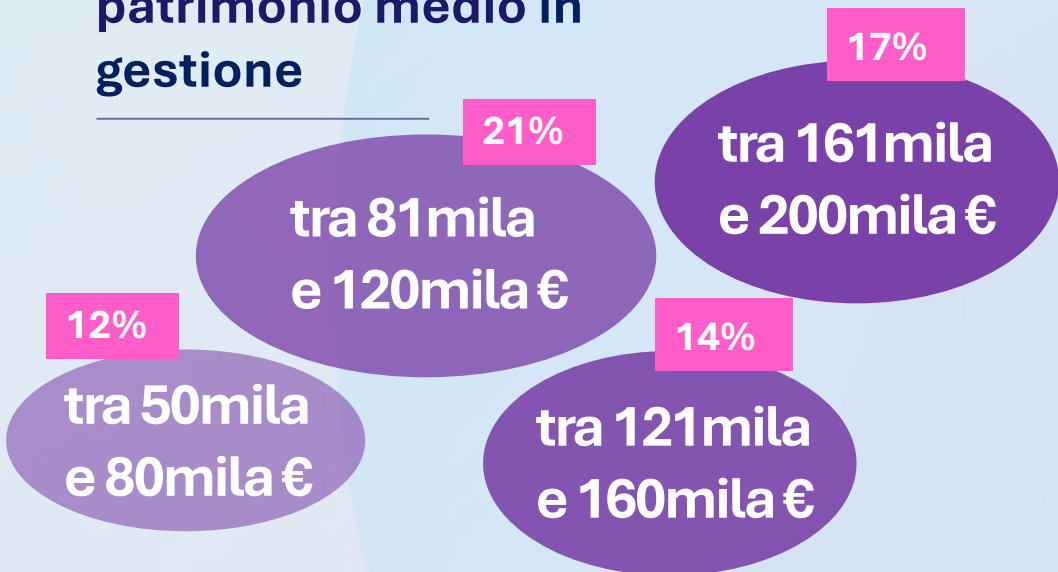 patrimonio medio in
gestione
17%
tra 161mila
e 200mila €
21%
tra 81mila
e 120mila €
12%
tra 50mila
e 80mila €
14%
tra 121mila
e 160mila €